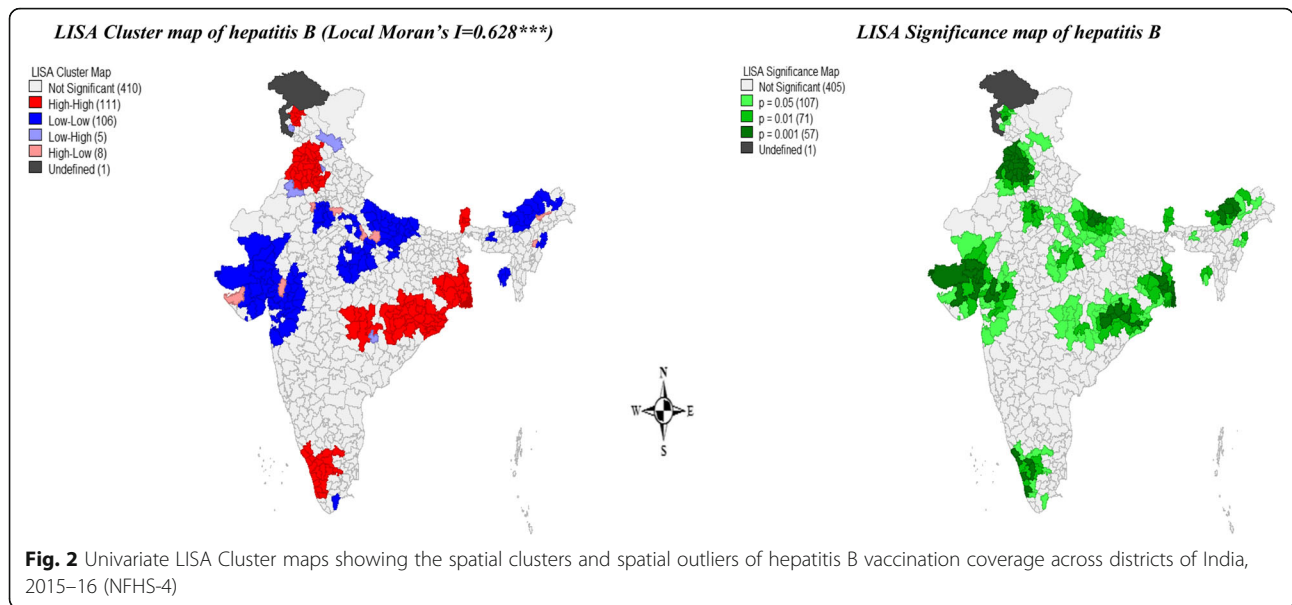 LISA Cluster map of hepatitis B (Local Moran's I=0.628***)
LISA Cluster Map
Not Significant (410)
High-High (111)
Low-Low (106)
Low-High (5)
High-Low (8)
Undefined (1)
LISA Significance map of hepatitis B
LISA Significance Map
Not Significant (405)
p = 0.05 (107)
p = 0.01 (71)
p = 0.001 (57)
Undefined (1)
N
W E
S
Fig. 2 Univariate LISA Cluster maps showing the spatial clusters and spatial outliers of hepatitis B vaccination coverage across districts of India,
2015–16 (NFHS-4)